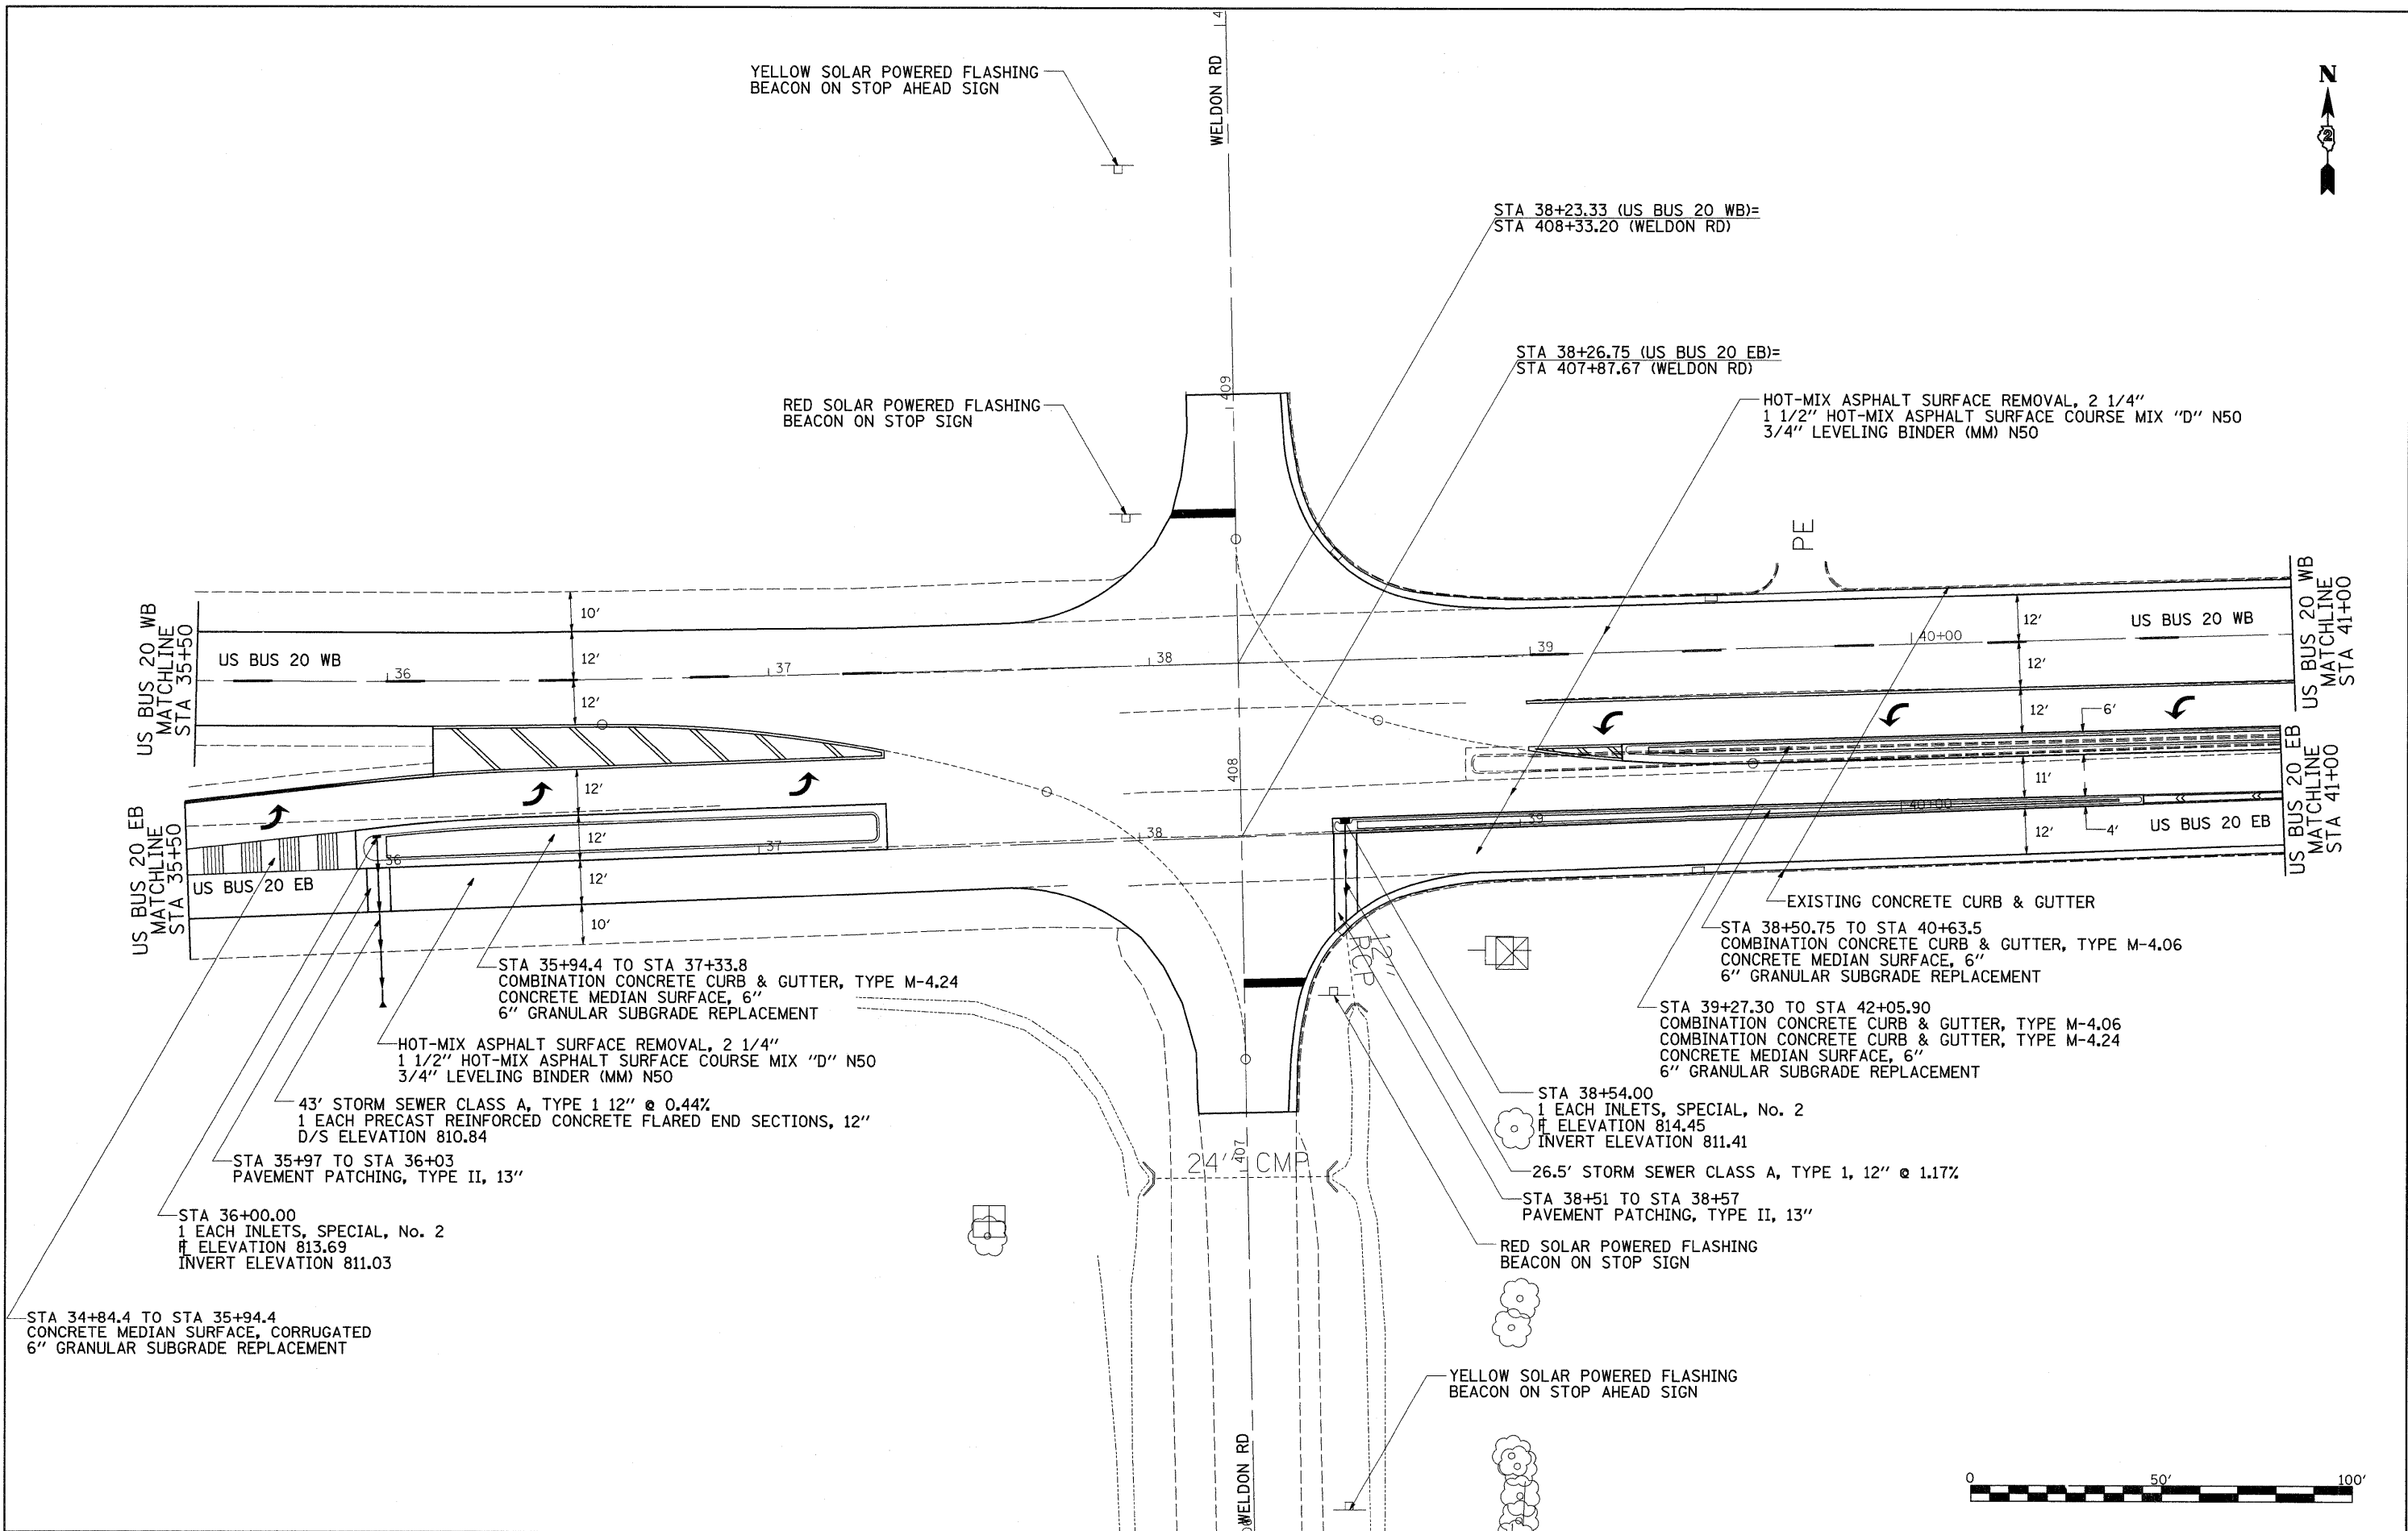 YELLOW SOLAR POWERED FLASHING
BEACON ON STOP AHEAD SIGN
WELDON RD
4
N
2
STA 38+23.33 (US BUS 20 WB)=
STA 408+33.20 (WELDON RD)
STA 38+26.75 (US BUS 20 EB)=
STA 407+87.67 (WELDON RD)
409
RED SOLAR POWERED FLASHING
BEACON ON STOP SIGN
HOT-MIX ASPHALT SURFACE REMOVAL, 2 1/4"
1 1/2" HOT-MIX ASPHALT SURFACE COURSE MIX "D" N50
3/4" LEVELING BINDER (MM) N50
PE
US BUS 20 WB
MATCHLINE
STA 35+50
US BUS 20 WB
10'
12'
12'
36
37
38
39
40+00
12'
12'
12'
6'
US BUS 20 WB
US BUS 20 WB
MATCHLINE
STA 41+00
408
US BUS 20 EB
MATCHLINE
STA 35+50
US BUS 20 EB
12'
12'
12'
10'
36
37
38
39
40+00
11'
12'
4'
US BUS 20 EB
US BUS 20 EB
MATCHLINE
STA 41+00
12" RCP
EXISTING CONCRETE CURB & GUTTER
STA 38+50.75 TO STA 40+63.5
COMBINATION CONCRETE CURB & GUTTER, TYPE M-4.06
CONCRETE MEDIAN SURFACE, 6"
6" GRANULAR SUBGRADE REPLACEMENT
STA 39+27.30 TO STA 42+05.90
COMBINATION CONCRETE CURB & GUTTER, TYPE M-4.06
COMBINATION CONCRETE CURB & GUTTER, TYPE M-4.24
CONCRETE MEDIAN SURFACE, 6"
6" GRANULAR SUBGRADE REPLACEMENT
STA 35+94.4 TO STA 37+33.8
COMBINATION CONCRETE CURB & GUTTER, TYPE M-4.24
CONCRETE MEDIAN SURFACE, 6"
6" GRANULAR SUBGRADE REPLACEMENT
HOT-MIX ASPHALT SURFACE REMOVAL, 2 1/4"
1 1/2" HOT-MIX ASPHALT SURFACE COURSE MIX "D" N50
3/4" LEVELING BINDER (MM) N50
43' STORM SEWER CLASS A, TYPE 1 12" @ 0.44%
1 EACH PRECAST REINFORCED CONCRETE FLARED END SECTIONS, 12"
D/S ELEVATION 810.84
STA 35+97 TO STA 36+03
PAVEMENT PATCHING, TYPE II, 13"
STA 36+00.00
1 EACH INLETS, SPECIAL, No. 2
FL ELEVATION 813.69
INVERT ELEVATION 811.03
STA 34+84.4 TO STA 35+94.4
CONCRETE MEDIAN SURFACE, CORRUGATED
6" GRANULAR SUBGRADE REPLACEMENT
24" CMP
407
STA 38+54.00
1 EACH INLETS, SPECIAL, No. 2
FL ELEVATION 814.45
INVERT ELEVATION 811.41
26.5' STORM SEWER CLASS A, TYPE 1, 12" @ 1.17%
STA 38+51 TO STA 38+57
PAVEMENT PATCHING, TYPE II, 13"
RED SOLAR POWERED FLASHING
BEACON ON STOP SIGN
YELLOW SOLAR POWERED FLASHING
BEACON ON STOP AHEAD SIGN
WELDON RD
0 50' 100'